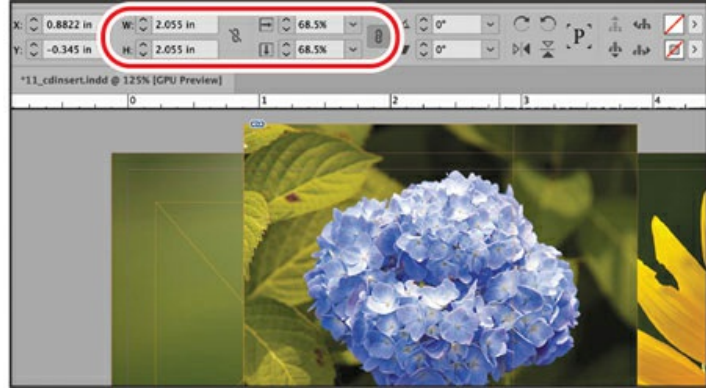 X: 0.8822 in W: 2.055 in 68.5% 0°
Y: -0.345 in H: 2.055 in 68.5% 0° P
*11_cdinsert.indd @ 125% [GPU Preview]
0 1 2 3 4